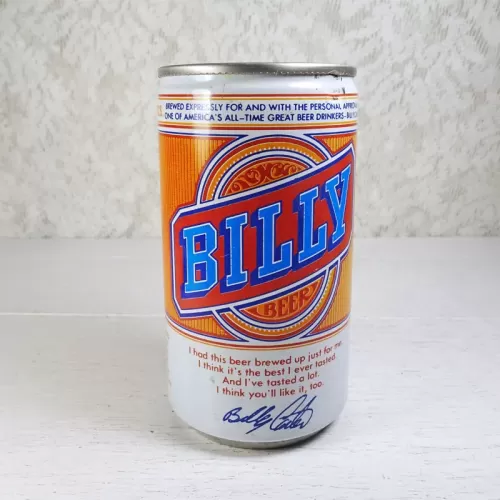 BREWED EXPRESSLY FOR AND WITH THE PERSONAL APPROVAL
ONE OF AMERICA'S ALL-TIME GREAT BEER DRINKERS-BILLY
BILLY
BEER
I had this beer brewed up just for me.
I think it's the best I ever tasted.
And I've tasted a lot.
I think you'll like it, too.
Billy Carter